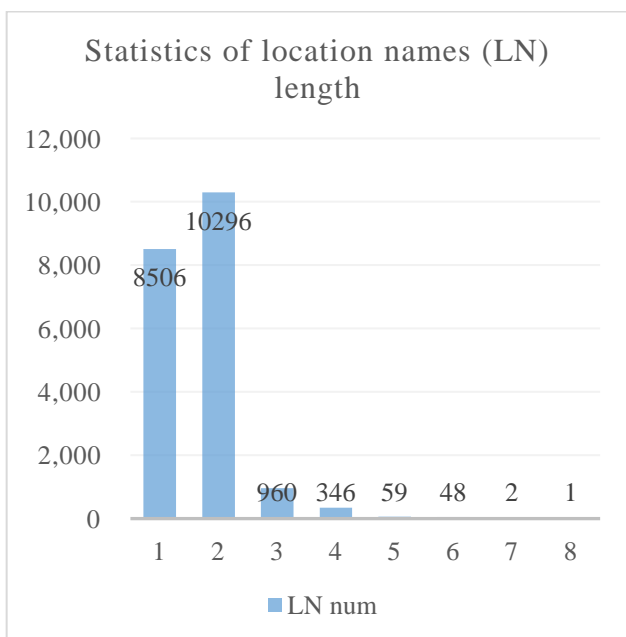 Statistics of location names (LN)
length
12,000
10,000
8,000
6,000
4,000
2,000
0
8506
10296
960 346 59 48 2 1
1 2 3 4 5 6 7 8
LN num